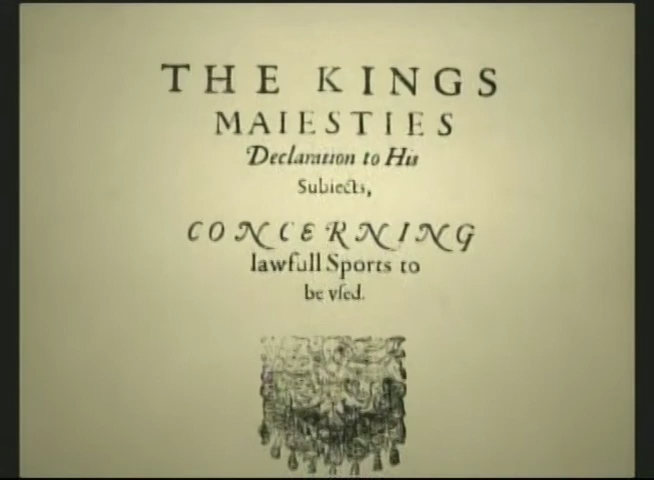 THE KINGS
MAIESTIES
Declaration to His
Subiects,
CONCERNING
lawfull Sports to
be vſed.